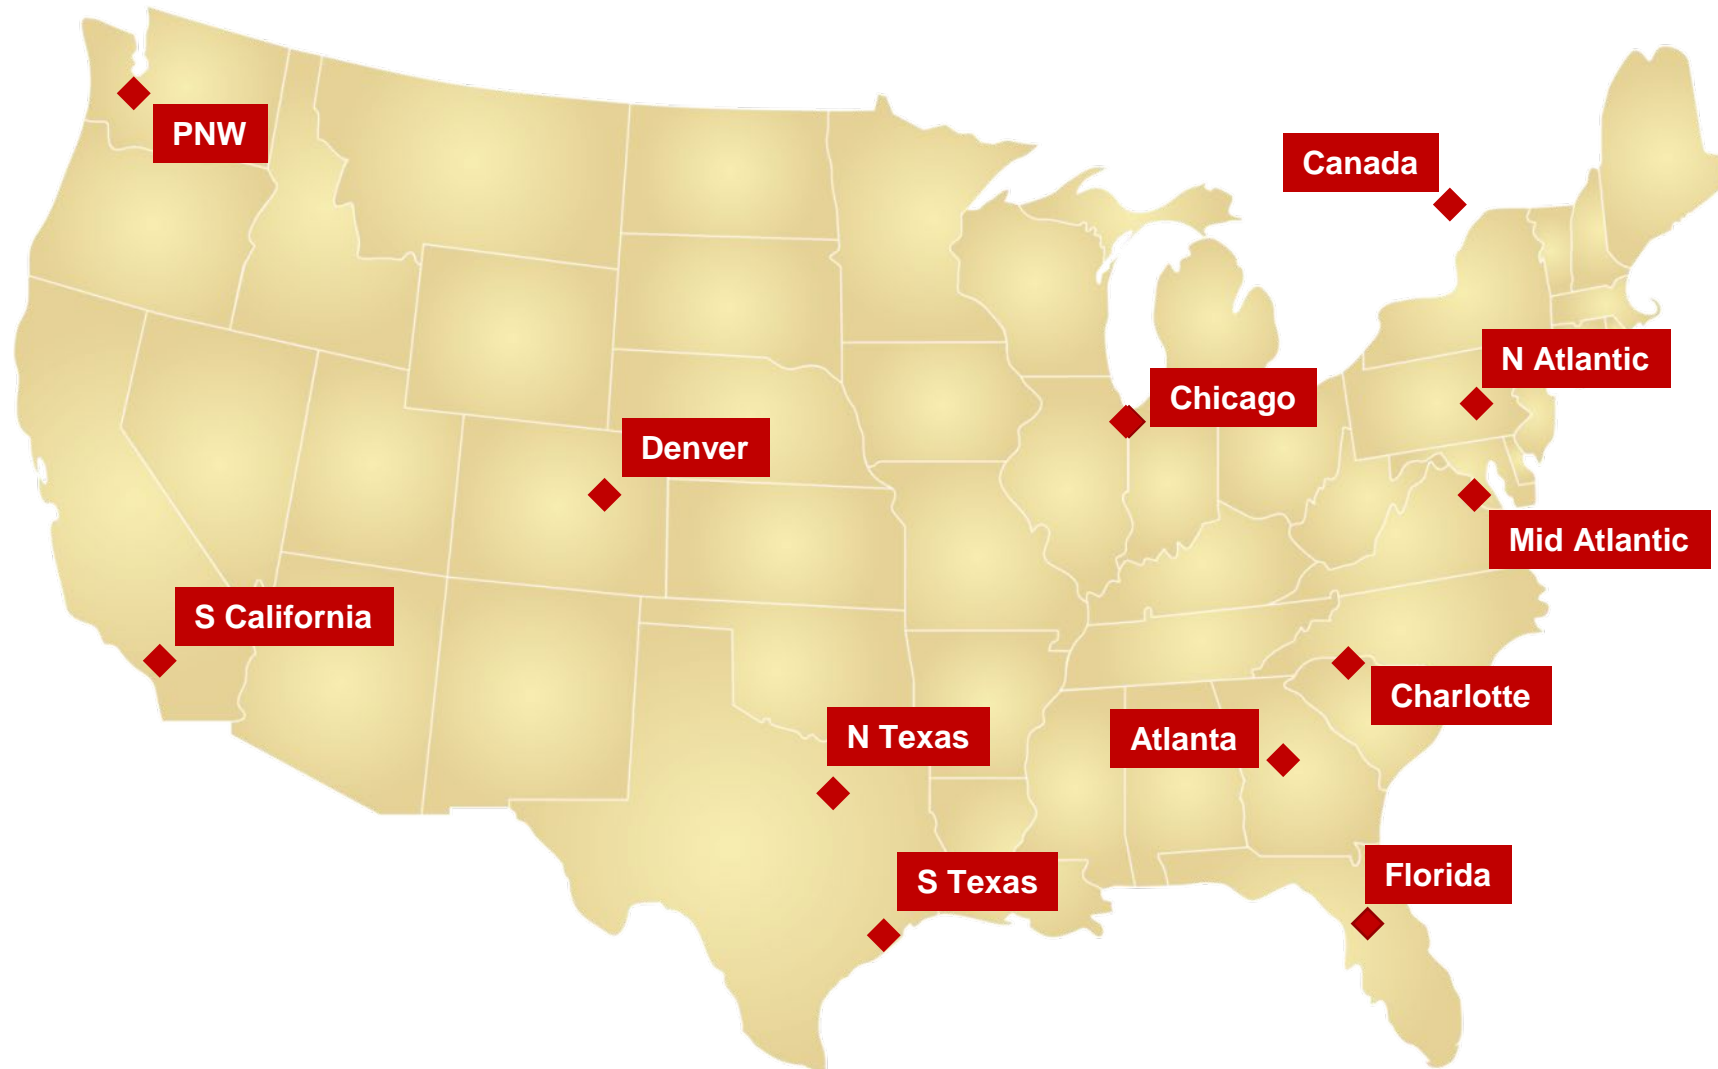 PNW
Canada
N Atlantic
Chicago
Denver
Mid Atlantic
S California
Charlotte
N Texas
Atlanta
S Texas
Florida